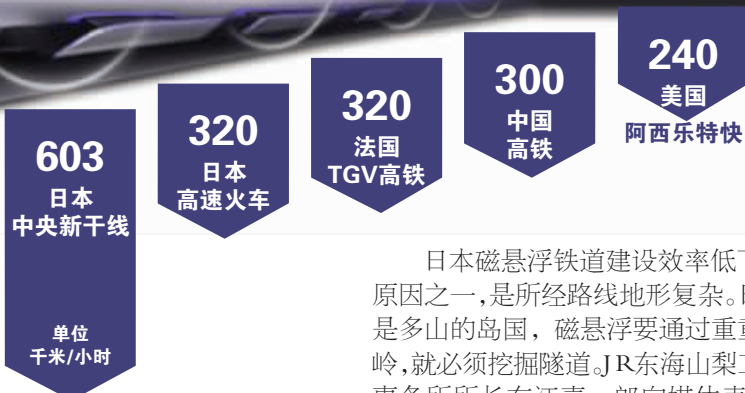 603
日本
中央新干线
单位
千米/小时
320
日本
高速火车
320
法国
TGV高铁
300
中国
高铁
240
美国
阿西乐特快
日本磁悬浮铁道建设效率低
原因之一,是所经路线地形复杂。
是多山的岛国,磁悬浮要通过重
岭,就必须挖掘隧道。JR东海山梨